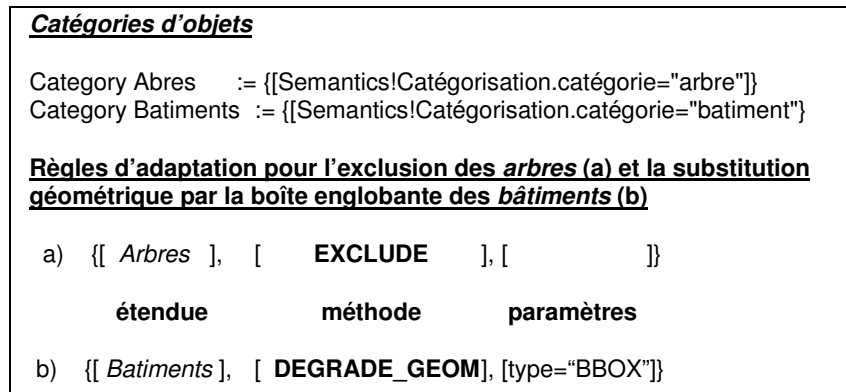 Catégories d'objets
Category Abres := {[Semantics!Catégorisation.catégorie="arbre"]}
Category Batiments := {[Semantics!Catégorisation.catégorie="batiment"}
Règles d'adaptation pour l'exclusion des arbres (a) et la substitution
géométrique par la boîte englobante des bâtiments (b)
a) {[ Arbres ], [ EXCLUDE ], [ ]}
étendue méthode paramètres
b) {[ Batiments ], [ DEGRADE_GEOM], [type=“BBOX”]}